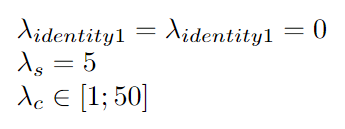 λ_{identity1} = λ_{identity1} = 0
λ_s = 5
λ_c ∈ [1; 50]